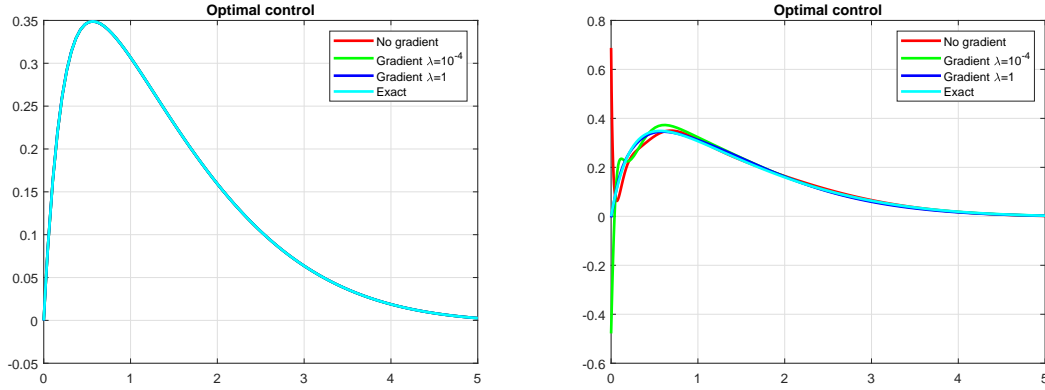 Optimal control
0.35
0.3
0.25
0.2
0.15
0.1
0.05
0
-0.05
0 1 2 3 4 5
No gradient
Gradient λ=10⁻⁴
Gradient λ=1
Exact
Optimal control
0.8
0.6
0.4
0.2
0
-0.2
-0.4
-0.6
0 1 2 3 4 5
No gradient
Gradient λ=10⁻⁴
Gradient λ=1
Exact